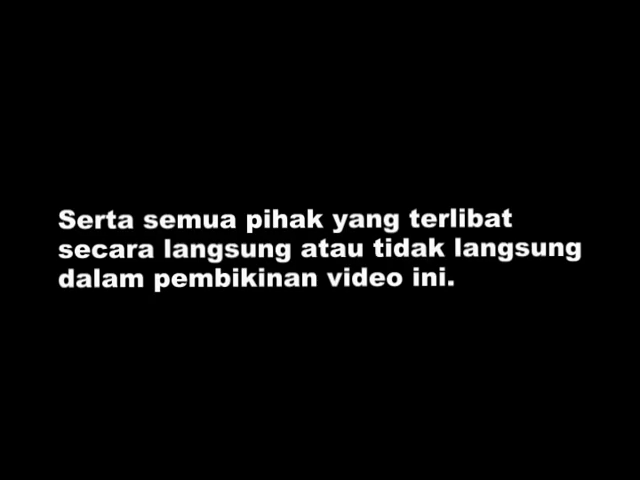 Serta semua pihak yang terlibat
secara langsung atau tidak langsung
dalam pembikinan video ini.